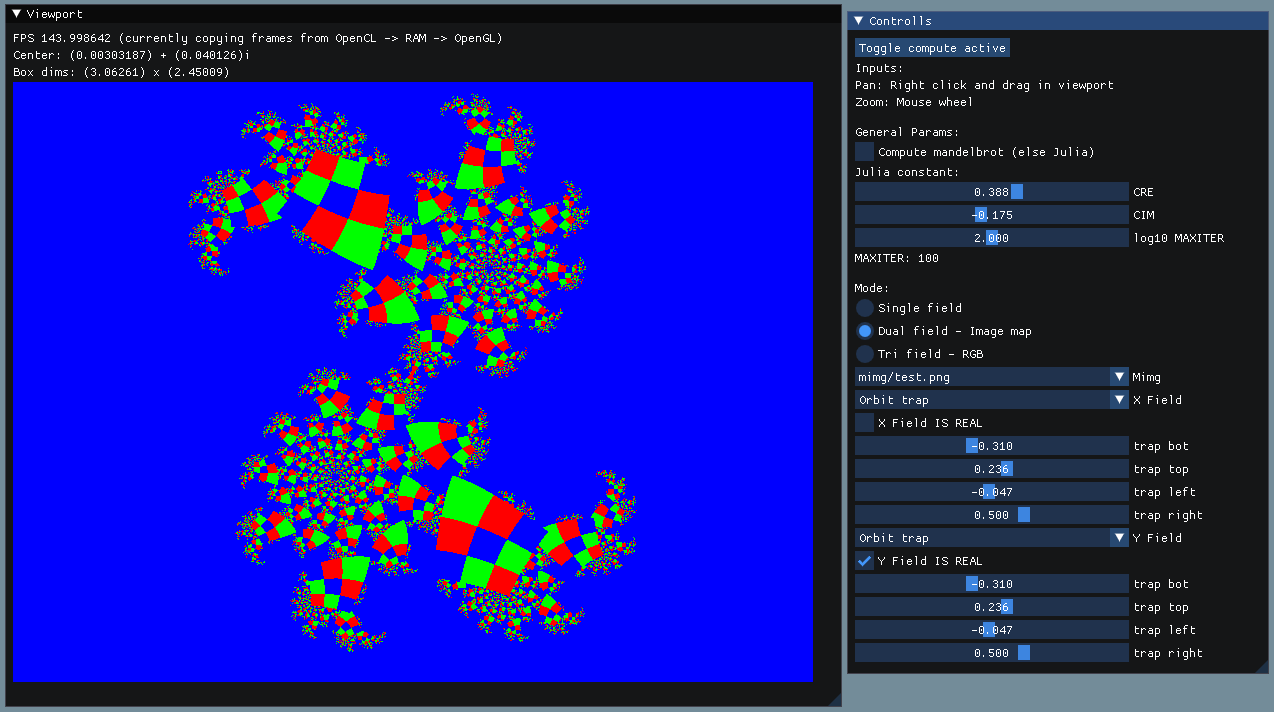 Viewport
FPS 143.998642 (currently copying frames from OpenCL -> RAM -> OpenGL)
Center: (0.00303187) + (0.040126)i
Box dims: (3.06261) x (2.45009)
Controlls
Toggle compute active
Inputs:
Pan: Right click and drag in viewport
Zoom: Mouse wheel
General Params:
Compute mandelbrot (else Julia)
Julia constant:
0.388 CRE
-0.175 CIM
2.000 log10 MAXITER
MAXITER: 100
Mode:
Single field
Dual field - Image map
Tri field - RGB
mimg/test.png Mimg
Orbit trap X Field
X Field IS REAL
-0.310 trap bot
0.236 trap top
-0.047 trap left
0.500 trap right
Orbit trap Y Field
Y Field IS REAL
-0.310 trap bot
0.236 trap top
-0.047 trap left
0.500 trap right